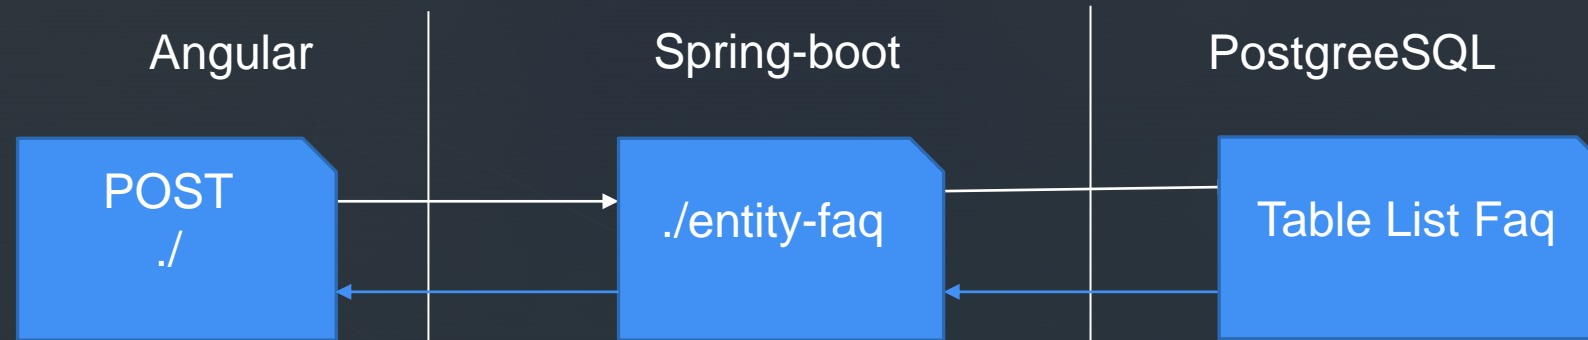 Angular
Spring-boot
PostgreeSQL
POST
./
./entity-faq
Table List Faq